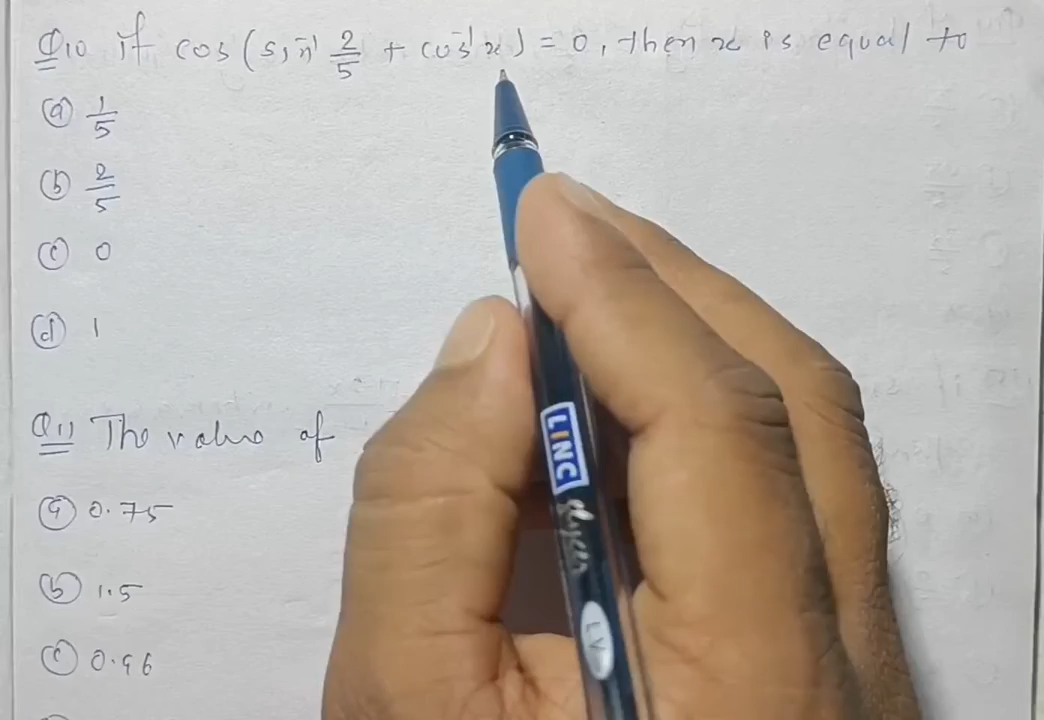 Q10 if cos(sin⁻¹ 2/5 + cos⁻¹ x) = 0, then x is equal to
(a) 1/5
(b) 2/5
(c) 0
(d) 1
Q11 The value of
(a) 0.75
(b) 1.5
(c) 0.96
LINC
LV